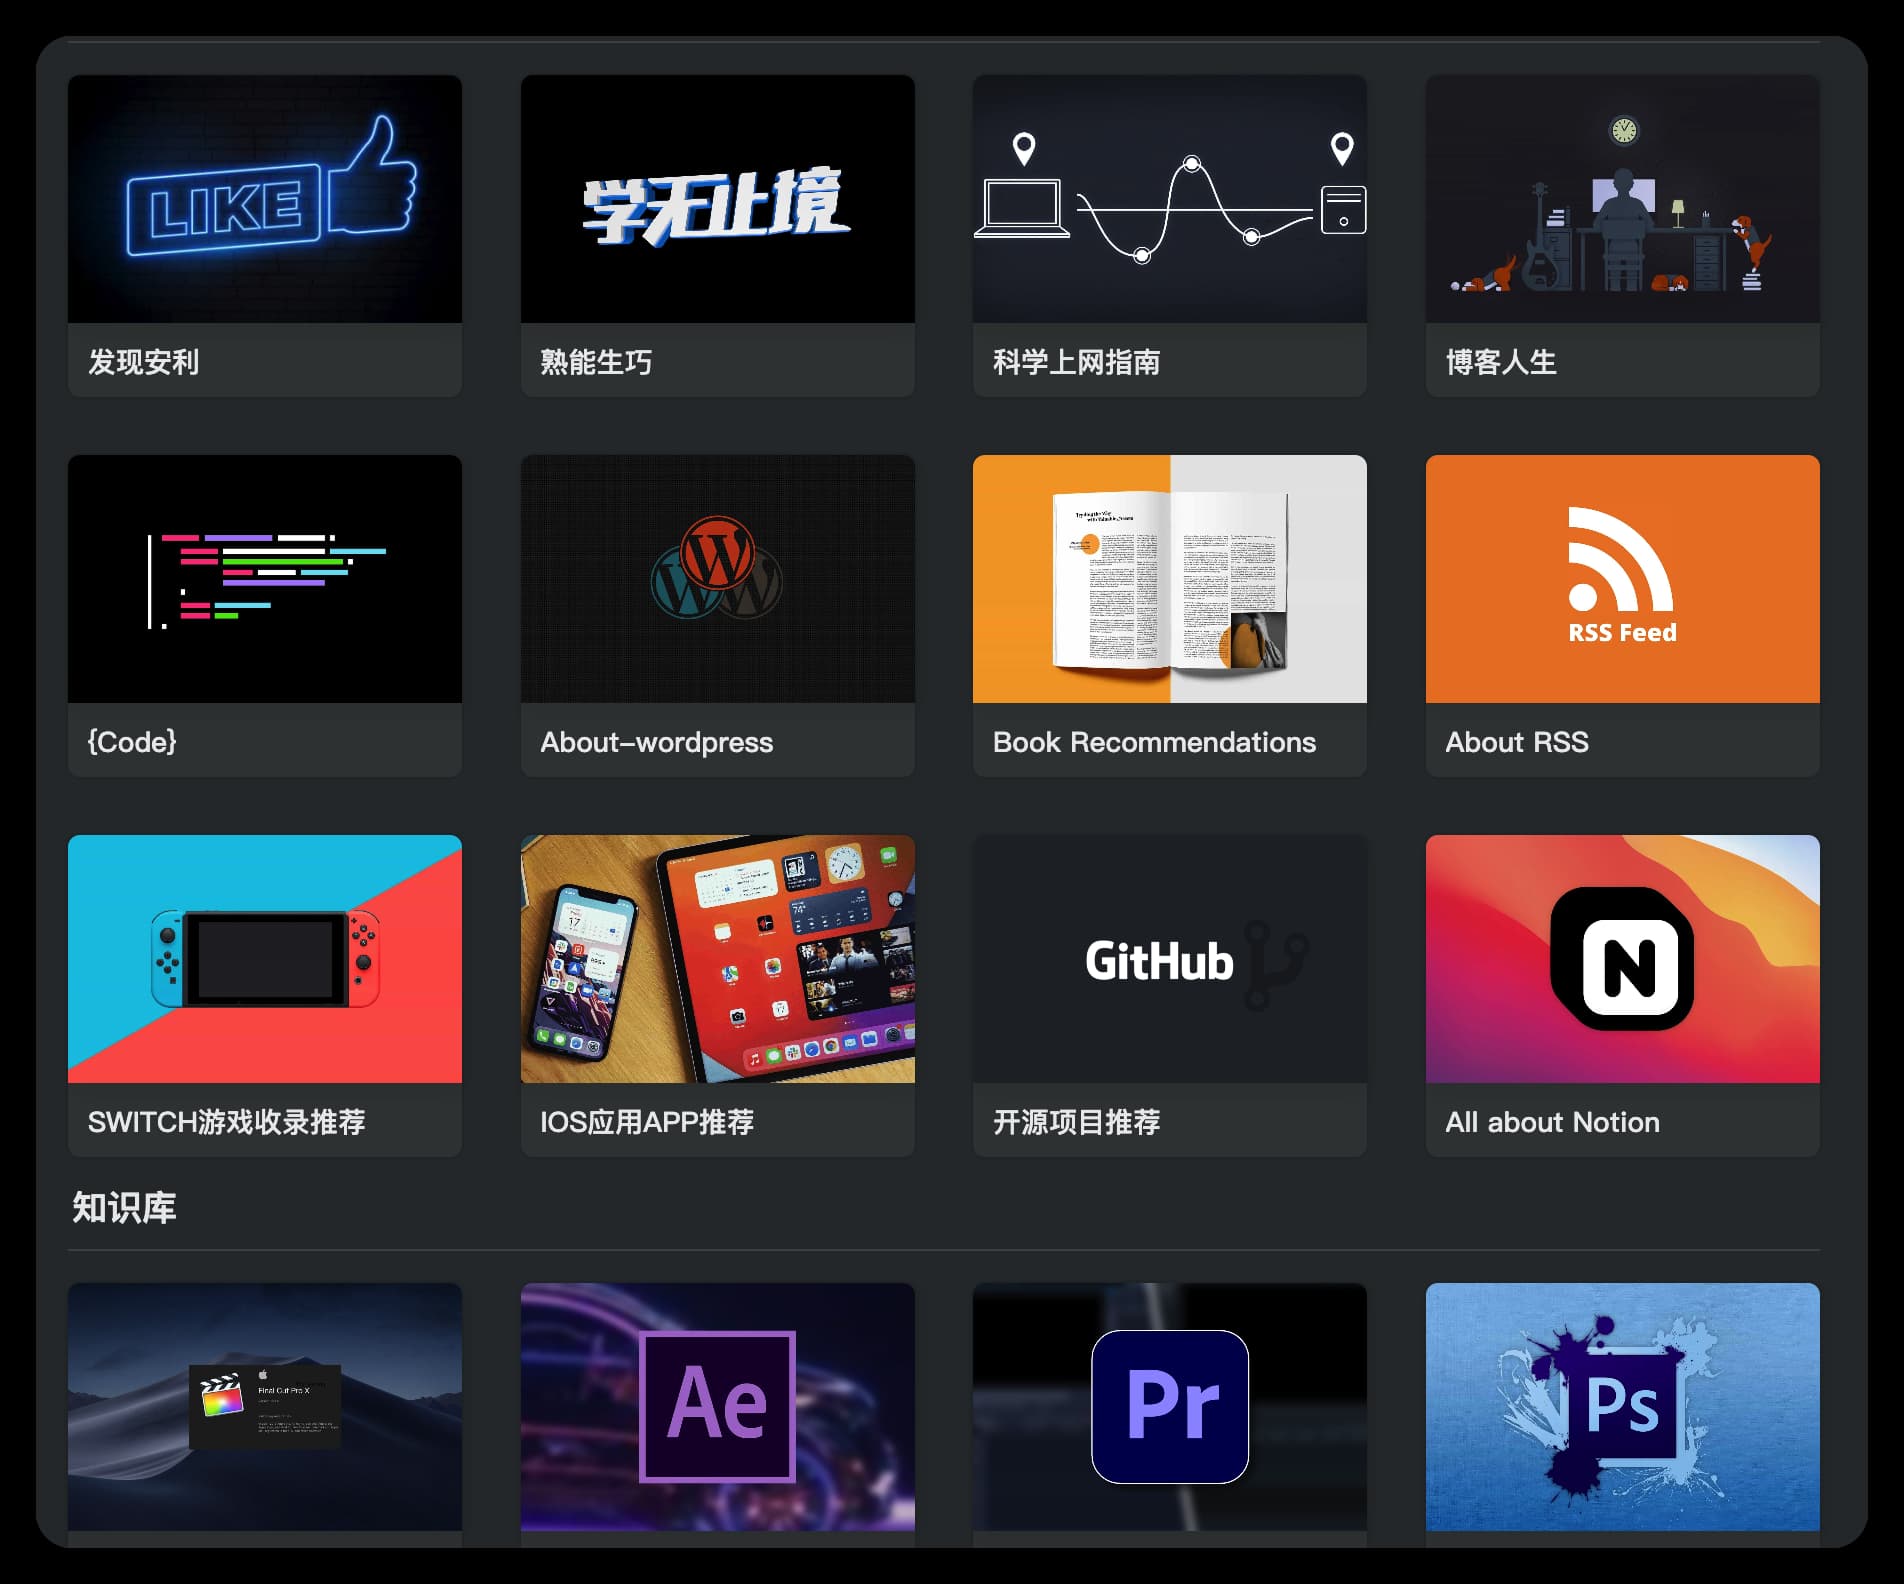 LIKE
发现安利
学无止境
熟能生巧
科学上网指南
博客人生
{Code}
About-wordpress
Book Recommendations
RSS Feed
About RSS
SWITCH游戏收录推荐
IOS应用APP推荐
GitHub
开源项目推荐
N
All about Notion
知识库
Final Cut Pro X
Ae
Pr
Ps